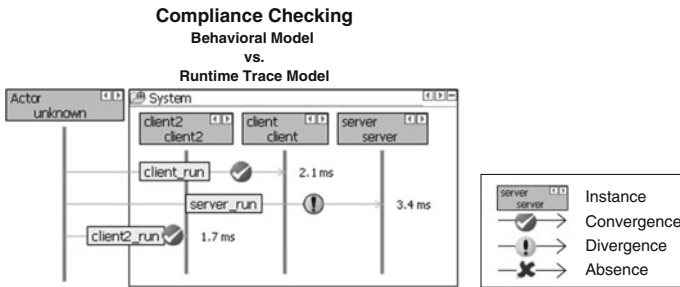 Compliance Checking
Behavioral Model
vs.
Runtime Trace Model
Actor
unknown
System
client2
client2
client
client
server
server
client_run
2.1 ms
server_run
3.4 ms
client2_run
1.7 ms
server
server
Instance
Convergence
Divergence
Absence